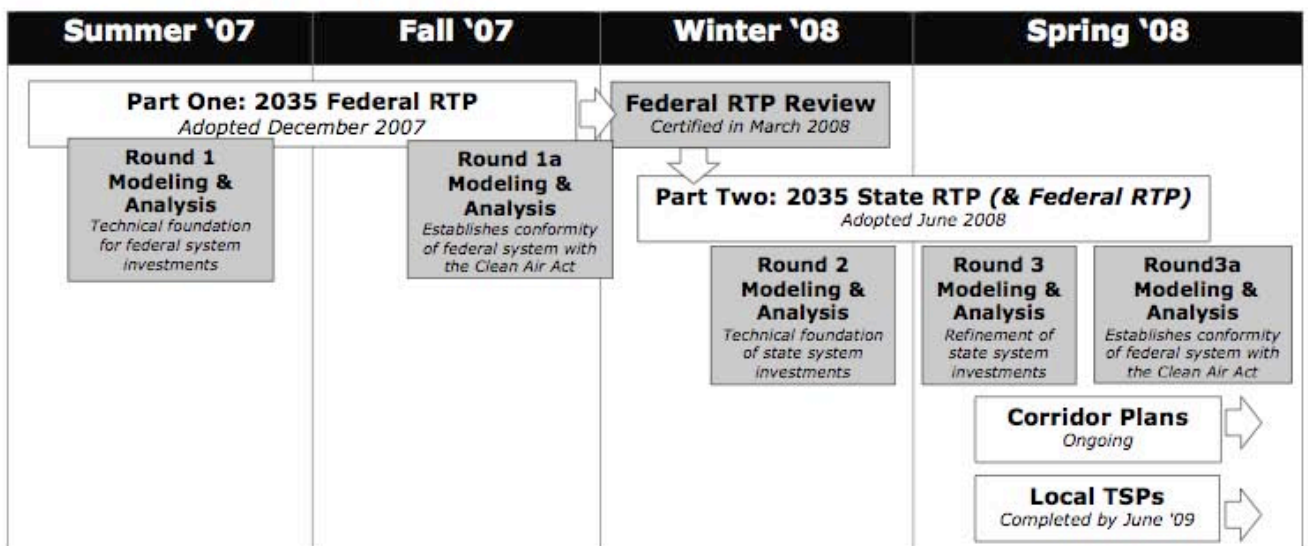 Summer ‘07
Fall ‘07
Winter ‘08
Spring ‘08
Part One: 2035 Federal RTP
Adopted December 2007
Federal RTP Review
Certified in March 2008
Round 1
Modeling &
Analysis
Technical foundation
for federal system
investments
Round 1a
Modeling &
Analysis
Establishes conformity
of federal system with
the Clean Air Act
Part Two: 2035 State RTP (& Federal RTP)
Adopted June 2008
Round 2
Modeling &
Analysis
Technical foundation
of state system
investments
Round 3
Modeling &
Analysis
Refinement of
state system
investments
Round3a
Modeling &
Analysis
Establishes conformity
of federal system with
the Clean Air Act
Corridor Plans
Ongoing
Local TSPs
Completed by June '09